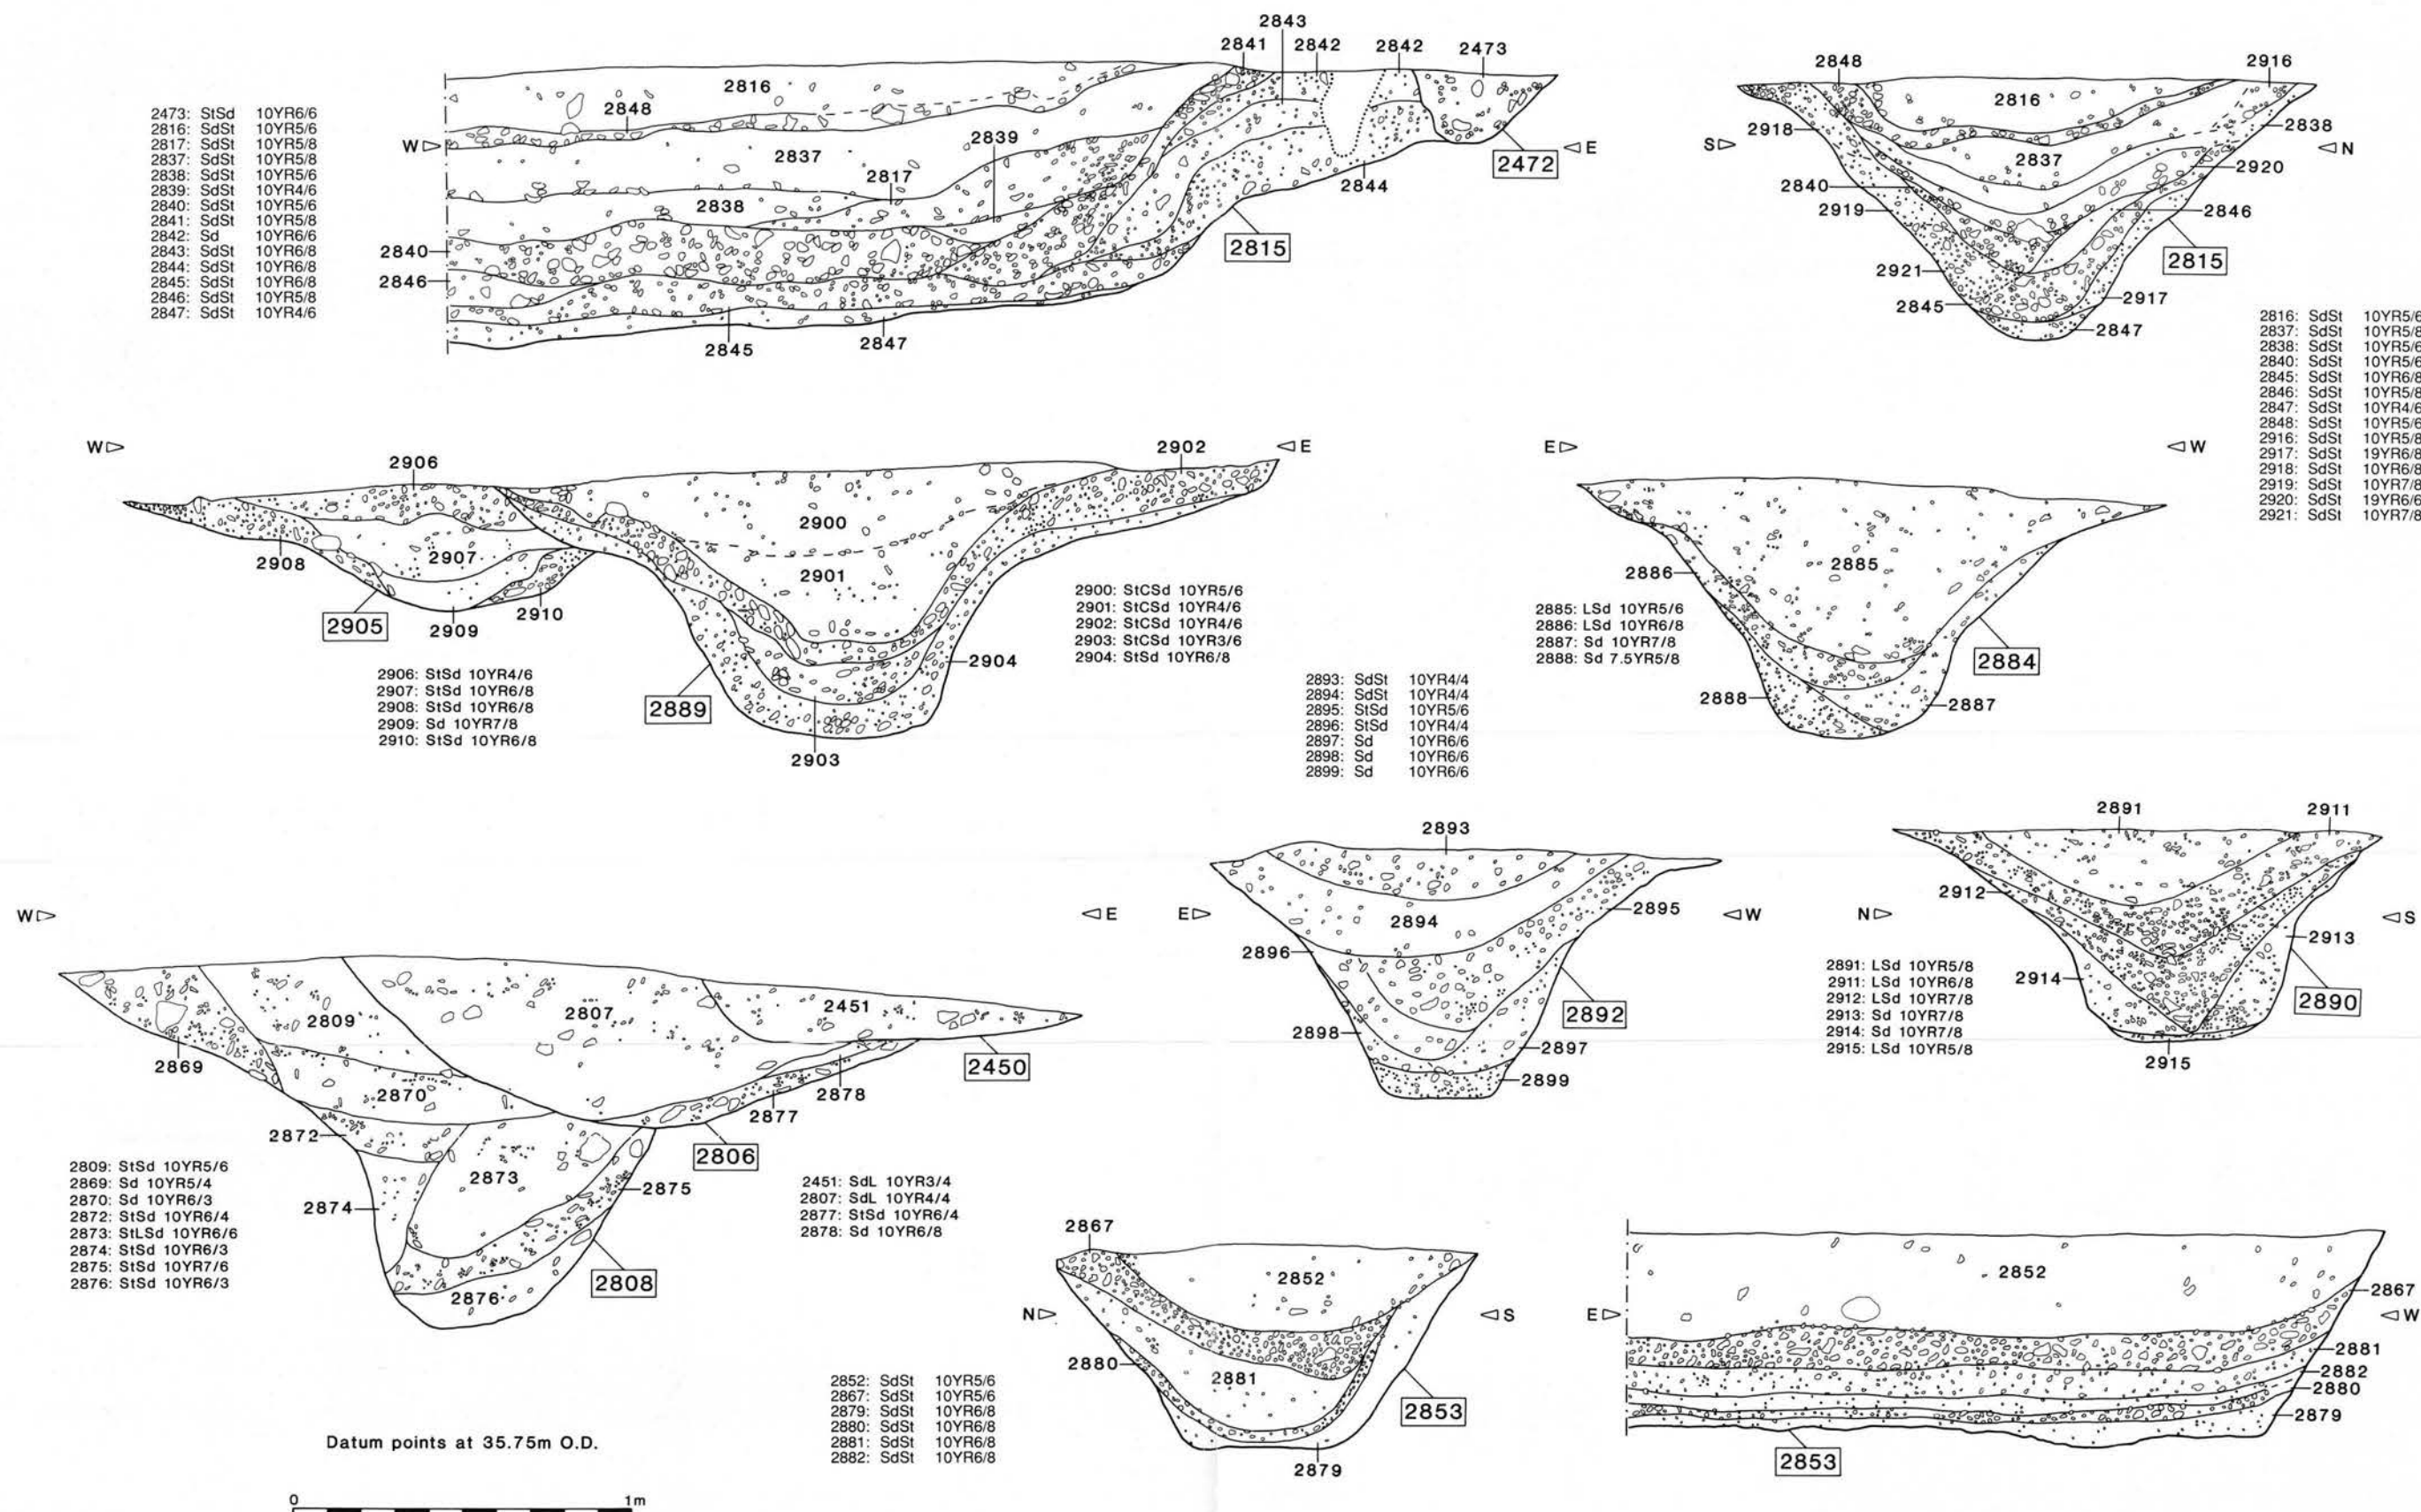 2843
2841 2842 2842 2473
2816
2848
W E
2839
2837
2817
2472
2844
2838
2840
2815
2846
2845 2847
2473: StSd 10YR6/6
2816: SdSt 10YR5/6
2817: SdSt 10YR5/8
2837: SdSt 10YR5/8
2838: SdSt 10YR5/6
2839: SdSt 10YR4/6
2840: SdSt 10YR5/6
2841: SdSt 10YR5/8
2842: Sd 10YR6/6
2843: SdSt 10YR6/8
2844: SdSt 10YR6/8
2845: SdSt 10YR6/8
2846: SdSt 10YR5/8
2847: SdSt 10YR4/6
2848 2916
2816
2918 2838
S N
2837
2920
2840
2919 2846
2815
2921
2845 2917
2847
2816: SdSt 10YR5/6
2837: SdSt 10YR5/8
2838: SdSt 10YR5/6
2840: SdSt 10YR5/6
2845: SdSt 10YR6/8
2846: SdSt 10YR5/8
2847: SdSt 10YR4/6
2848: SdSt 10YR5/6
2916: SdSt 10YR5/8
2917: SdSt 19YR6/8
2918: SdSt 10YR6/8
2919: SdSt 10YR7/8
2920: SdSt 19YR6/6
2921: SdSt 10YR7/8
W E
2906 2902
2900
2907
2908
2901
2910
2905
2909
2904
2889
2903
2906: StSd 10YR4/6
2907: StSd 10YR6/8
2908: StSd 10YR6/8
2909: Sd 10YR7/8
2910: StSd 10YR6/8
2900: StCSd 10YR5/6
2901: StCSd 10YR4/6
2902: StCSd 10YR4/6
2903: StCSd 10YR3/6
2904: StSd 10YR6/8
E W
2885
2886
2884
2888 2887
2885: LSd 10YR5/6
2886: LSd 10YR6/8
2887: Sd 10YR7/8
2888: Sd 7.5YR5/8
2893: SdSt 10YR4/4
2894: SdSt 10YR4/4
2895: StSd 10YR5/6
2896: StSd 10YR4/4
2897: Sd 10YR6/6
2898: Sd 10YR6/6
2899: Sd 10YR6/6
2893
2895
E W
2894
2896
2892
2898
2897
2899
2891 2911
2912
N S
2913
2914
2890
2915
2891: LSd 10YR5/8
2911: LSd 10YR6/8
2912: LSd 10YR7/8
2913: Sd 10YR7/8
2914: Sd 10YR7/8
2915: LSd 10YR5/8
W E
2451
2809 2807
2869
2450
2870 2878
2877
2872
2806
2873
2875
2874
2808
2876
2809: StSd 10YR5/6
2869: Sd 10YR5/4
2870: Sd 10YR6/3
2872: StSd 10YR6/4
2873: StLSd 10YR6/6
2874: StSd 10YR6/3
2875: StSd 10YR7/6
2876: StSd 10YR6/3
2451: SdL 10YR3/4
2807: SdL 10YR4/4
2877: StSd 10YR6/4
2878: Sd 10YR6/8
2867
2852
N S
2880
2881
2853
2879
2852: SdSt 10YR5/6
2867: SdSt 10YR5/6
2879: SdSt 10YR6/8
2880: SdSt 10YR6/8
2881: SdSt 10YR6/8
2882: SdSt 10YR6/8
2852
2867
E W
2881
2882
2880
2879
2853
Datum points at 35.75m O.D.
0 1m